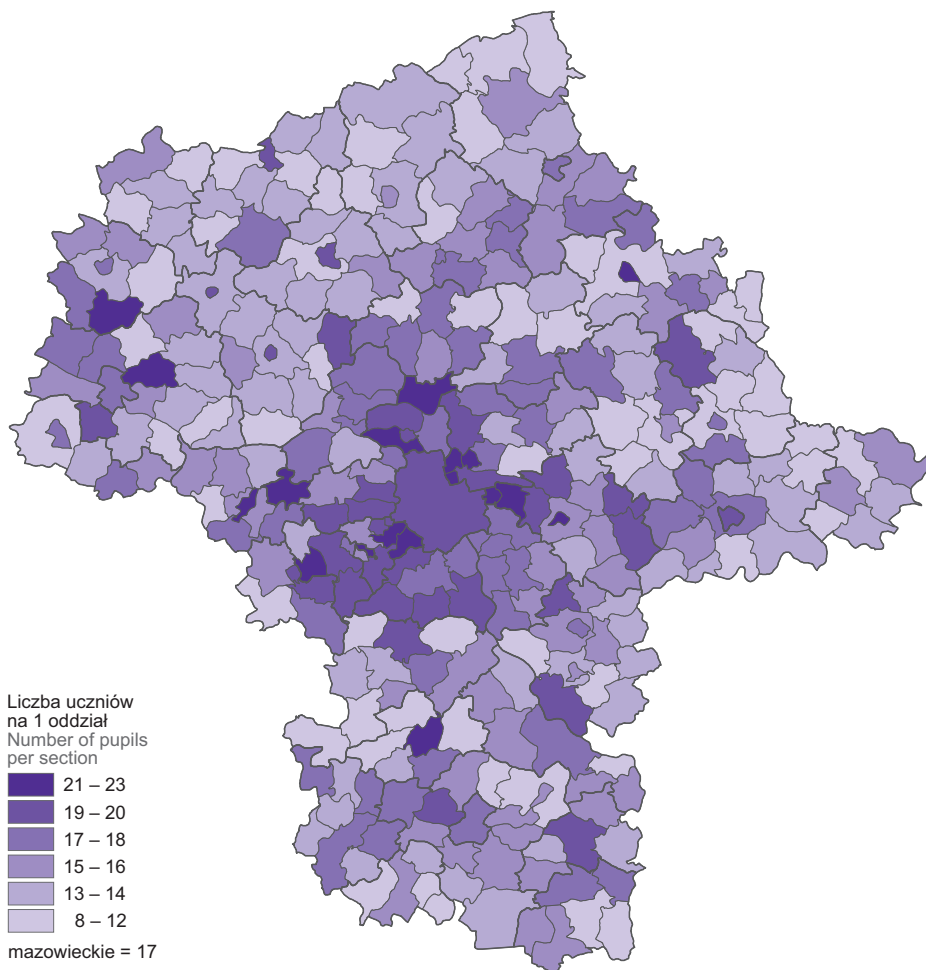 Liczba uczniów
na 1 oddział
Number of pupils
per section
21 – 23
19 – 20
17 – 18
15 – 16
13 – 14
8 – 12
mazowieckie = 17